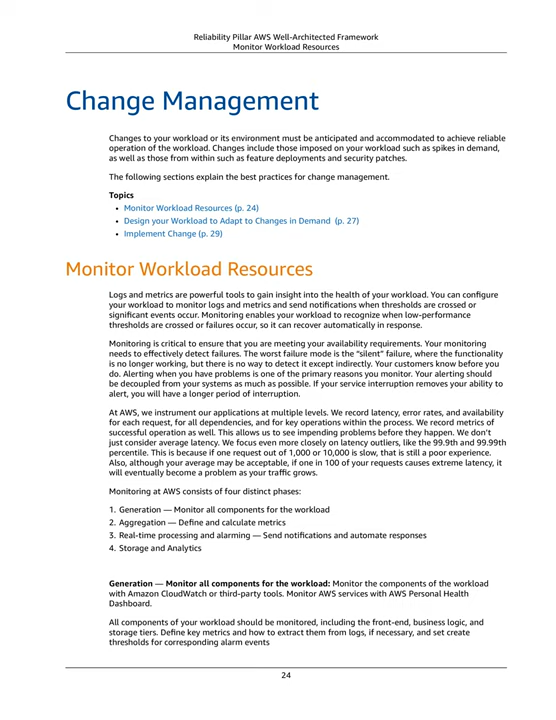 Reliability Pillar AWS Well-Architected Framework
Monitor Workload Resources
Change Management
Changes to your workload or its environment must be anticipated and accommodated to achieve reliable
operation of the workload. Changes include those imposed on your workload such as spikes in demand,
as well as those from within such as feature deployments and security patches.
The following sections explain the best practices for change management.
Topics
• Monitor Workload Resources (p. 24)
• Design your Workload to Adapt to Changes in Demand (p. 27)
• Implement Change (p. 29)
Monitor Workload Resources
Logs and metrics are powerful tools to gain insight into the health of your workload. You can configure
your workload to monitor logs and metrics and send notifications when thresholds are crossed or
significant events occur. Monitoring enables your workload to recognize when low-performance
thresholds are crossed or failures occur, so it can recover automatically in response.
Monitoring is critical to ensure that you are meeting your availability requirements. Your monitoring
needs to effectively detect failures. The worst failure mode is the “silent” failure, where the functionality
is no longer working, but there is no way to detect it except indirectly. Your customers know before you
do. Alerting when you have problems is one of the primary reasons you monitor. Your alerting should
be decoupled from your systems as much as possible. If your service interruption removes your ability to
alert, you will have a longer period of interruption.
At AWS, we instrument our applications at multiple levels. We record latency, error rates, and availability
for each request, for all dependencies, and for key operations within the process. We record metrics of
successful operation as well. This allows us to see impending problems before they happen. We don't
just consider average latency. We focus even more closely on latency outliers, like the 99.9th and 99.99th
percentile. This is because if one request out of 1,000 or 10,000 is slow, that is still a poor experience.
Also, although your average may be acceptable, if one in 100 of your requests causes extreme latency, it
will eventually become a problem as your traffic grows.
Monitoring at AWS consists of four distinct phases:
1. Generation — Monitor all components for the workload
2. Aggregation — Define and calculate metrics
3. Real-time processing and alarming — Send notifications and automate responses
4. Storage and Analytics
Generation — Monitor all components for the workload: Monitor the components of the workload
with Amazon CloudWatch or third-party tools. Monitor AWS services with AWS Personal Health
Dashboard.
All components of your workload should be monitored, including the front-end, business logic, and
storage tiers. Define key metrics and how to extract them from logs, if necessary, and set create
thresholds for corresponding alarm events
24